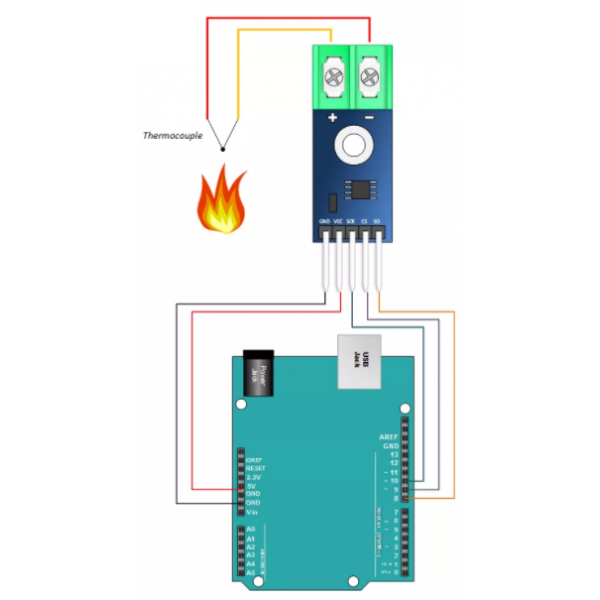 Thermocouple
+ −
GND VCC SCK CS SO
Power
Jack
USB
Jack
IOREF
RESET
3.3V
5V
GND
GND
Vin
A0
A1
A2
A3
A4
A5
AREF
GND
13
12
11
10
9
8
7
6
5
4
3
2
1
0